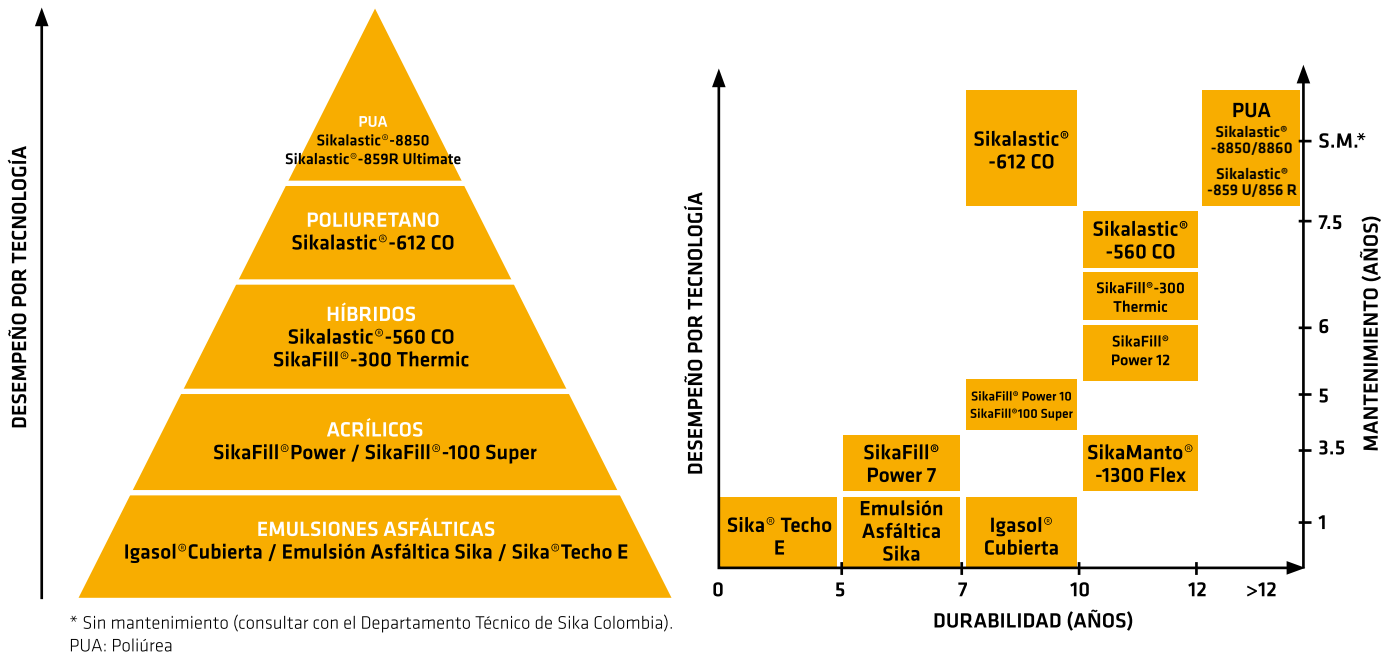 DESEMPEÑO POR TECNOLOGÍA
PUA
Sikalastic®-8850
Sikalastic®-859R Ultimate
POLIURETANO
Sikalastic®-612 CO
HÍBRIDOS
Sikalastic®-560 CO
SikaFill®-300 Thermic
ACRÍLICOS
SikaFill®Power / SikaFill®-100 Super
EMULSIONES ASFÁLTICAS
Igasol®Cubierta / Emulsión Asfáltica Sika / Sika®Techo E
* Sin mantenimiento (consultar con el Departamento Técnico de Sika Colombia).
PUA: Poliúrea
DESEMPEÑO POR TECNOLOGÍA
Sikalastic®
-612 CO
PUA
Sikalastic®
-8850/8860
Sikalastic®
-859 U/856 R
Sikalastic®
-560 CO
SikaFill®-300
Thermic
SikaFill®
Power 12
SikaFill® Power 10
SikaFill®100 Super
SikaFill®
Power 7
SikaManto®
-1300 Flex
Sika® Techo
E
Emulsión
Asfáltica
Sika
Igasol®
Cubierta
S.M.*
7.5
6
5
3.5
1
MANTENIMIENTO (AÑOS)
0
5
7
10
12
>12
DURABILIDAD (AÑOS)